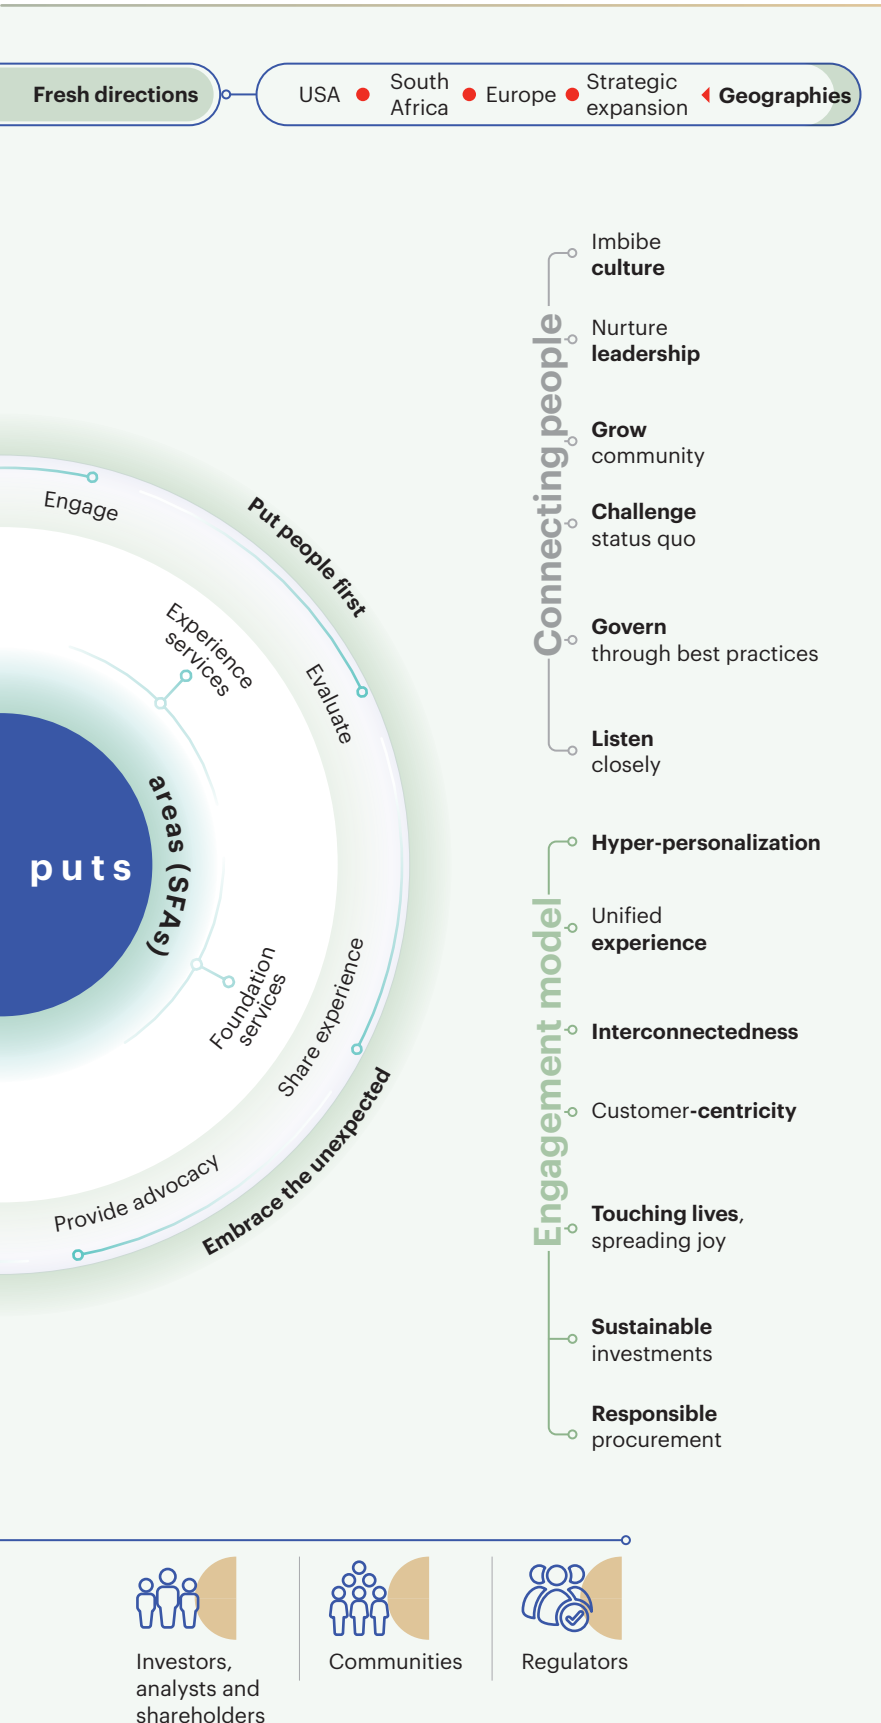 Fresh directions
USA
South
Africa
Europe
Strategic
expansion
Geographies
Connecting people
Imbibe
culture
Nurture
leadership
Grow
community
Challenge
status quo
Govern
through best practices
Listen
closely
Engage
Put people first
Experience
services
Evaluate
puts
areas (SFAs)
Foundation
services
Share experience
Embrace the unexpected
Provide advocacy
Engagement model
Hyper-personalization
Unified
experience
Interconnectedness
Customer-centricity
Touching lives,
spreading joy
Sustainable
investments
Responsible
procurement
Investors,
analysts and
shareholders
Communities
Regulators